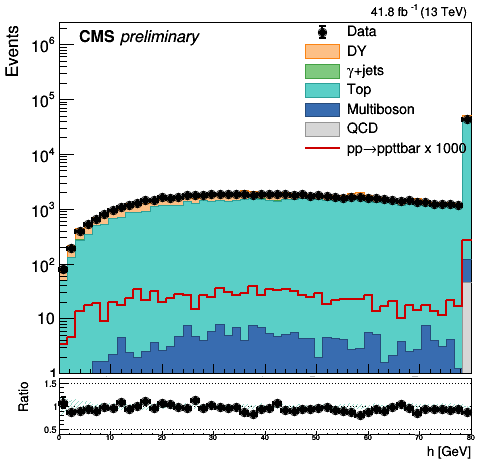 41.8 fb⁻¹ (13 TeV)
CMS preliminary
Events
Data
DY
γ+jets
Top
Multiboson
QCD
pp→ppttbar x 1000
10⁶
10⁵
10⁴
10³
10²
10
1
Ratio
1.5
1
0.5
0 10 20 30 40 50 60 70 80
h [GeV]